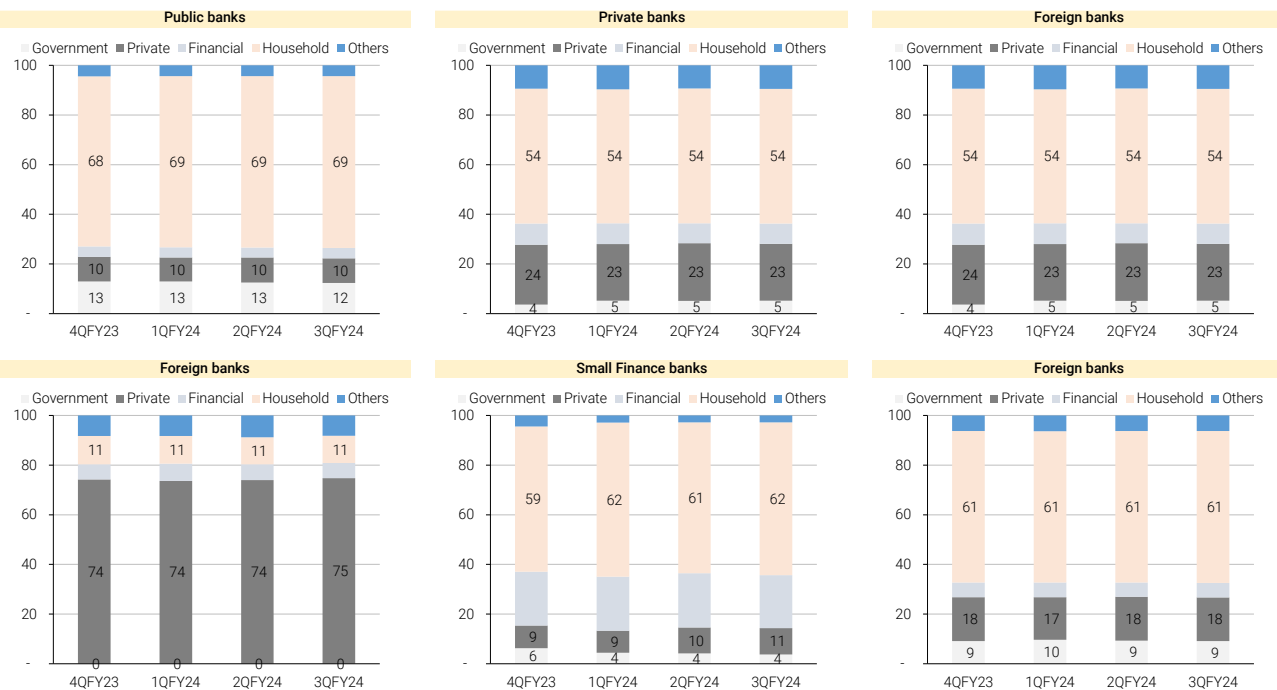 Public banks
Government Private Financial Household Others
100
80
60
40
20
-
68 69 69 69
10 10 10 10
13 13 13 12
4QFY23 1QFY24 2QFY24 3QFY24
Private banks
Government Private Financial Household Others
100
80
60
40
20
-
54 54 54 54
24 23 23 23
4 5 5 5
4QFY23 1QFY24 2QFY24 3QFY24
Foreign banks
Government Private Financial Household Others
100
80
60
40
20
-
54 54 54 54
24 23 23 23
4 5 5 5
4QFY23 1QFY24 2QFY24 3QFY24
Foreign banks
Government Private Financial Household Others
100
80
60
40
20
-
11 11 11 11
74 74 74 75
0 0 0 0
4QFY23 1QFY24 2QFY24 3QFY24
Small Finance banks
Government Private Financial Household Others
100
80
60
40
20
-
59 62 61 62
9 9 10 11
6 4 4 4
4QFY23 1QFY24 2QFY24 3QFY24
Foreign banks
Government Private Financial Household Others
100
80
60
40
20
-
61 61 61 61
18 17 18 18
9 10 9 9
4QFY23 1QFY24 2QFY24 3QFY24